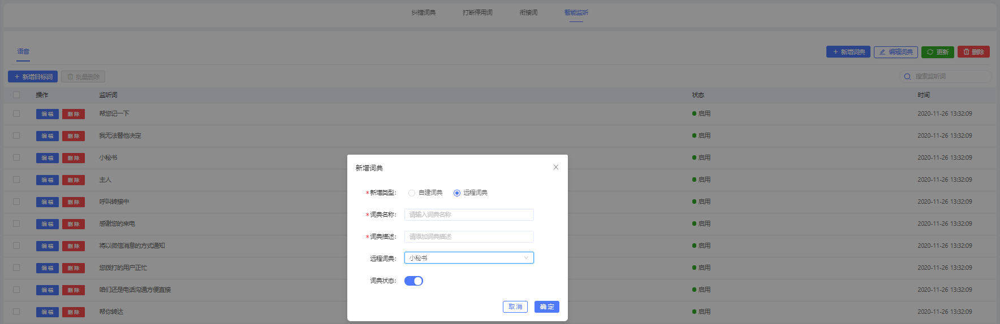 纠错词典 打断停用词 衔接词 智能监听
语音
新增词典 编辑词典 更新 删除
新增目标词 批量删除 搜索监听词
操作 监听词 状态 时间
编辑 删除 帮您记一下 启用 2020-11-26 13:32:09
编辑 删除 我无法替他决定 启用 2020-11-26 13:32:09
编辑 删除 小秘书 启用 2020-11-26 13:32:09
编辑 删除 主人 启用 2020-11-26 13:32:09
编辑 删除 呼叫转接中 启用 2020-11-26 13:32:09
编辑 删除 感谢您的来电 启用 2020-11-26 13:32:09
编辑 删除 将以微信消息的方式通知 启用 2020-11-26 13:32:09
编辑 删除 您拨打的用户正忙 启用 2020-11-26 13:32:09
编辑 删除 咱们还是电话沟通方便直接 启用 2020-11-26 13:32:09
编辑 删除 帮你转达 启用 2020-11-26 13:32:09
新增词典
*新增类型: 自建词典 远程词典
*词典名称: 请输入词典名称
*词典描述: 请添加词典描述
远程词典: 小秘书
词典状态:
取消 确定